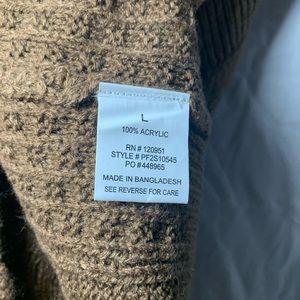 L
100% ACRYLIC
RN # 120951
STYLE # PF2S10545
PO #448965
MADE IN BANGLADESH
SEE REVERSE FOR CARE